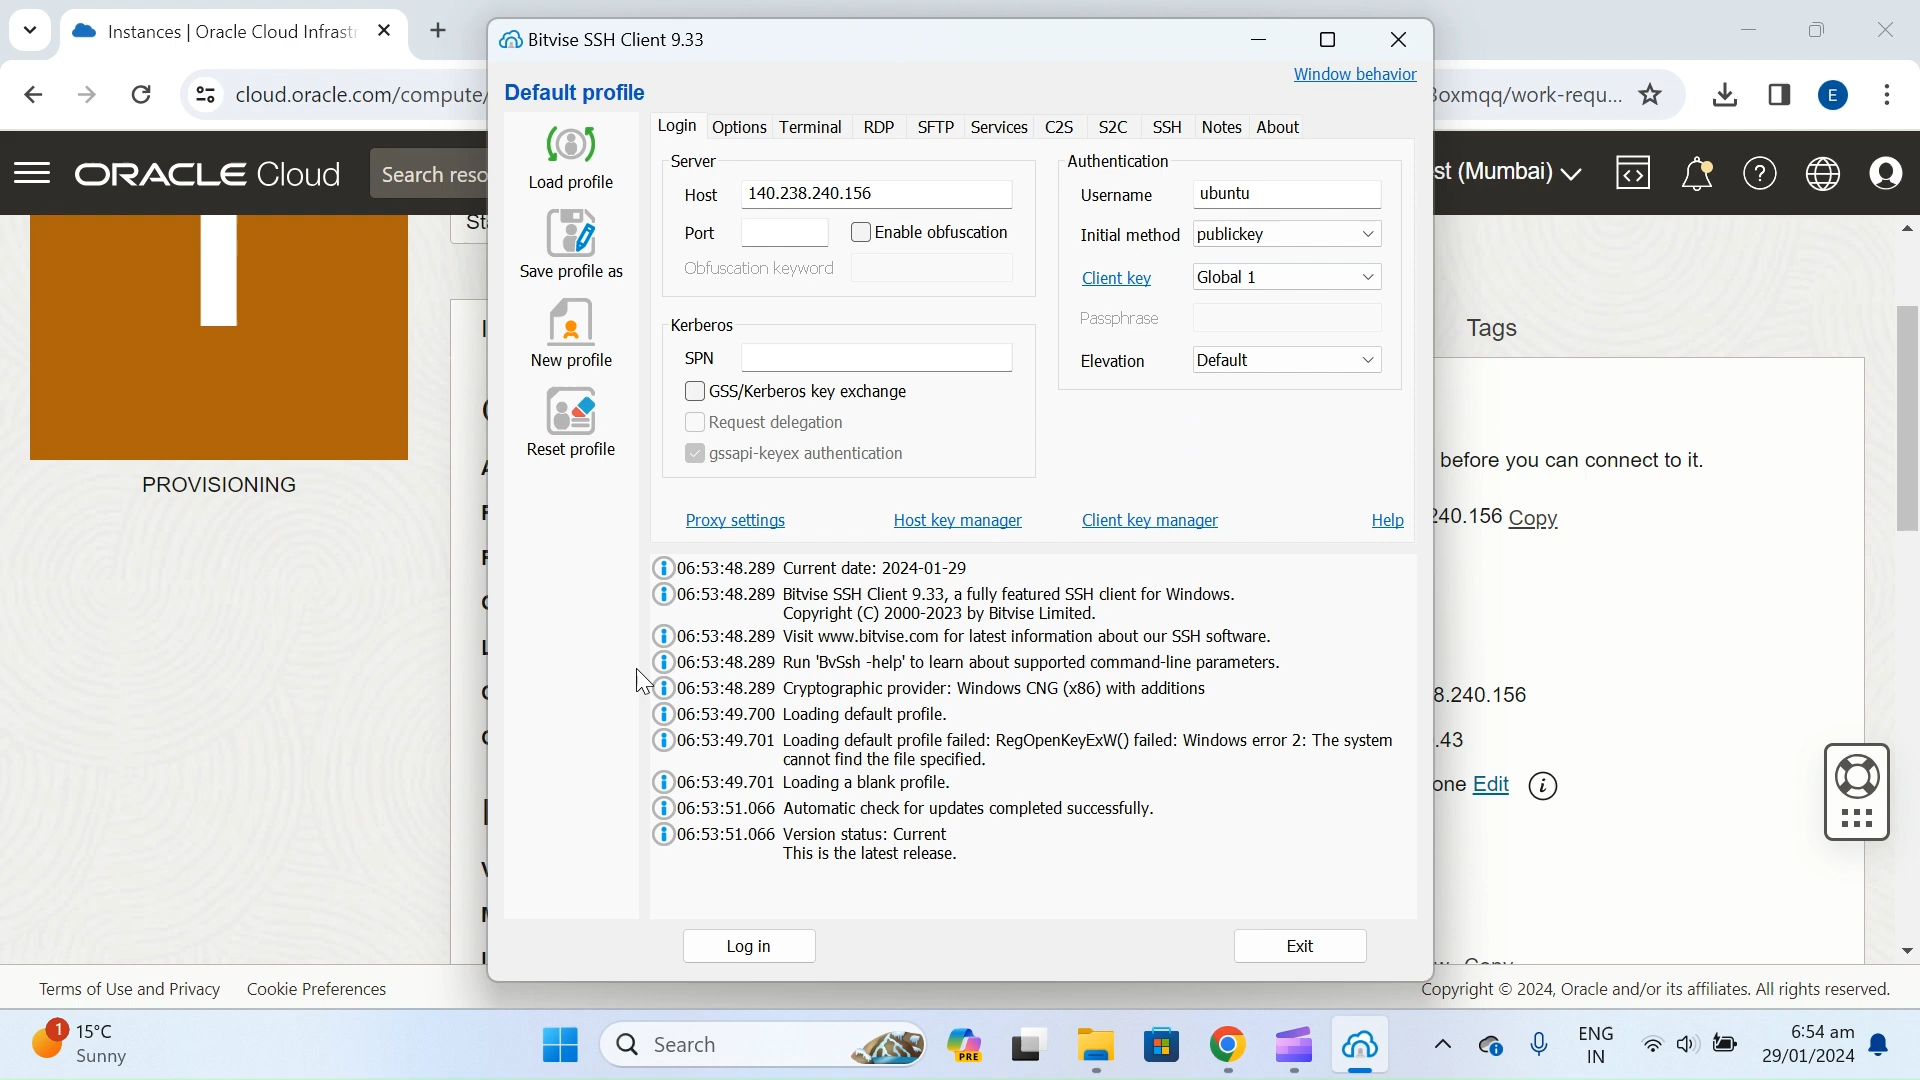 Instances | Oracle Cloud Infrastr
cloud.oracle.com/compute/
oxmqq/work-requ...
E
ORACLE Cloud
Search reso
st (Mumbai)
PROVISIONING
Tags
before you can connect to it.
240.156 Copy
8.240.156
.43
one Edit
Bitvise SSH Client 9.33
Window behavior
Default profile
Load profile
Save profile as
New profile
Reset profile
Login Options Terminal RDP SFTP Services C2S S2C SSH Notes About
Server
Host 140.238.240.156
Port Enable obfuscation
Obfuscation keyword
Kerberos
SPN
GSS/Kerberos key exchange
Request delegation
gssapi-keyex authentication
Authentication
Username ubuntu
Initial method publickey
Client key Global 1
Passphrase
Elevation Default
Proxy settings Host key manager Client key manager Help
06:53:48.289 Current date: 2024-01-29
06:53:48.289 Bitvise SSH Client 9.33, a fully featured SSH client for Windows.
Copyright (C) 2000-2023 by Bitvise Limited.
06:53:48.289 Visit www.bitvise.com for latest information about our SSH software.
06:53:48.289 Run 'BvSsh -help' to learn about supported command-line parameters.
06:53:48.289 Cryptographic provider: Windows CNG (x86) with additions
06:53:49.700 Loading default profile.
06:53:49.701 Loading default profile failed: RegOpenKeyExW() failed: Windows error 2: The system
cannot find the file specified.
06:53:49.701 Loading a blank profile.
06:53:51.066 Automatic check for updates completed successfully.
06:53:51.066 Version status: Current
This is the latest release.
Log in Exit
Terms of Use and Privacy Cookie Preferences
Copyright © 2024, Oracle and/or its affiliates. All rights reserved.
1
15°C
Sunny
Search
PRE
ENG
IN
6:54 am
29/01/2024